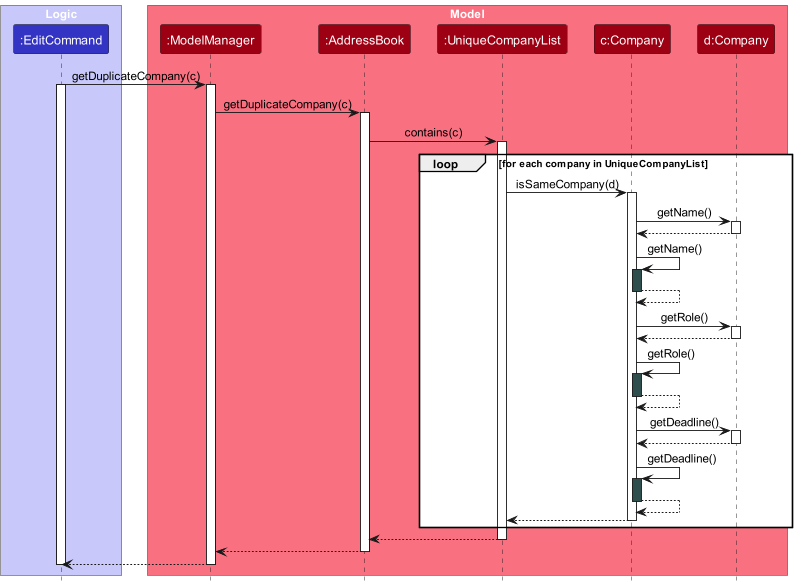 Logic
Model
:EditCommand
:ModelManager
:AddressBook
:UniqueCompanyList
c:Company
d:Company
getDuplicateCompany(c)
getDuplicateCompany(c)
contains(c)
loop
[for each company in UniqueCompanyList]
isSameCompany(d)
getName()
getName()
getRole()
getRole()
getDeadline()
getDeadline()